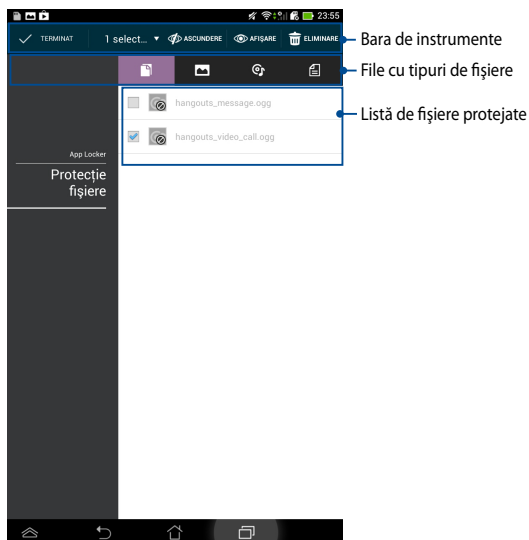 23:55
TERMINAT 1 select... ASCUNDERE AFIȘARE ELIMINARE
Bara de instrumente
File cu tipuri de fișiere
hangouts_message.ogg
Listă de fișiere protejate
hangouts_video_call.ogg
App Locker
Protecție
fișiere